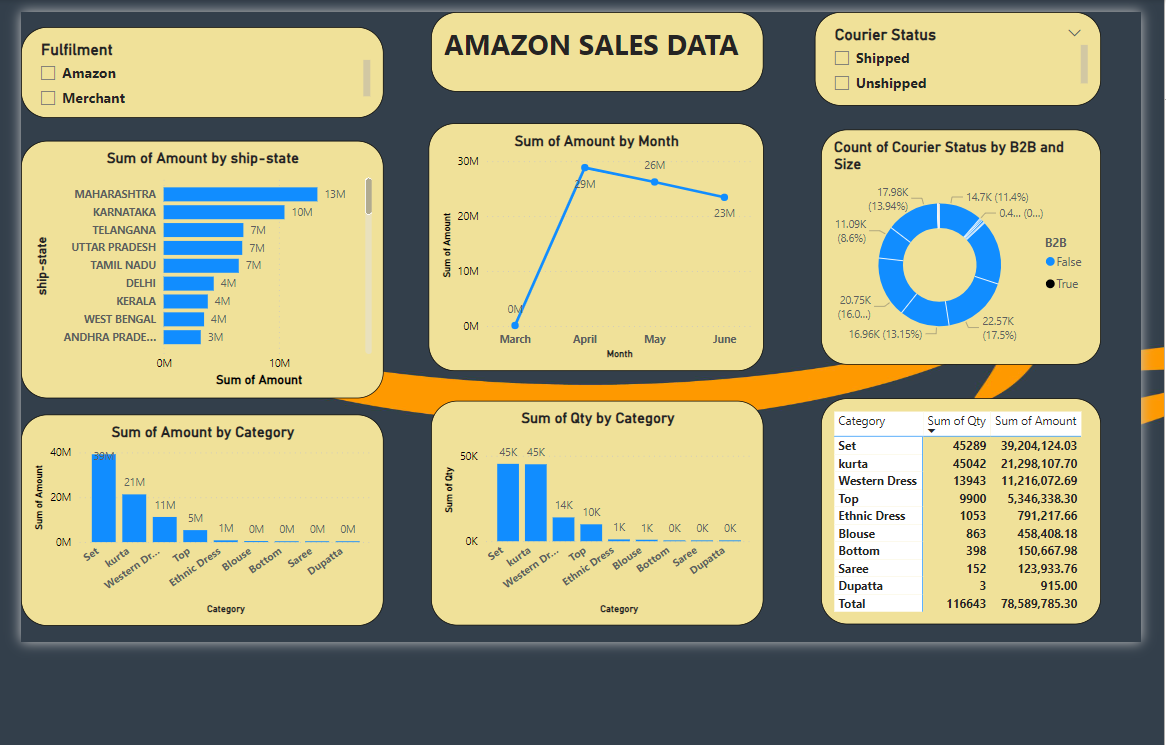 Fulfilment
Amazon
Merchant
AMAZON SALES DATA
Courier Status
Shipped
Unshipped
Sum of Amount by ship-state
ship-state
MAHARASHTRA 13M
KARNATAKA 10M
TELANGANA 7M
UTTAR PRADESH 7M
TAMIL NADU 7M
DELHI 4M
KERALA 4M
WEST BENGAL 4M
ANDHRA PRADE... 3M
0M 10M
Sum of Amount
Sum of Amount by Month
Sum of Amount
30M
20M
10M
0M
0M
29M
26M
23M
March April May June
Month
Count of Courier Status by B2B and
Size
17.98K
(13.94%)
14.7K (11.4%)
0.4... (0...)
11.09K
(8.6%)
20.75K
(16.0...)
16.96K (13.15%)
22.57K
(17.5%)
B2B
False
True
Sum of Amount by Category
Sum of Amount
40M
20M
0M
39M 21M 11M 5M 1M 0M 0M 0M 0M
Set kurta Western Dr... Top Ethnic Dress Blouse Bottom Saree Dupatta
Category
Sum of Qty by Category
Sum of Qty
50K
0K
45K 45K 14K 10K 1K 1K 0K 0K 0K
Set kurta Western Dr... Top Ethnic Dress Blouse Bottom Saree Dupatta
Category
Category Sum of Qty Sum of Amount
Set 45289 39,204,124.03
kurta 45042 21,298,107.70
Western Dress 13943 11,216,072.69
Top 9900 5,346,338.30
Ethnic Dress 1053 791,217.66
Blouse 863 458,408.18
Bottom 398 150,667.98
Saree 152 123,933.76
Dupatta 3 915.00
Total 116643 78,589,785.30